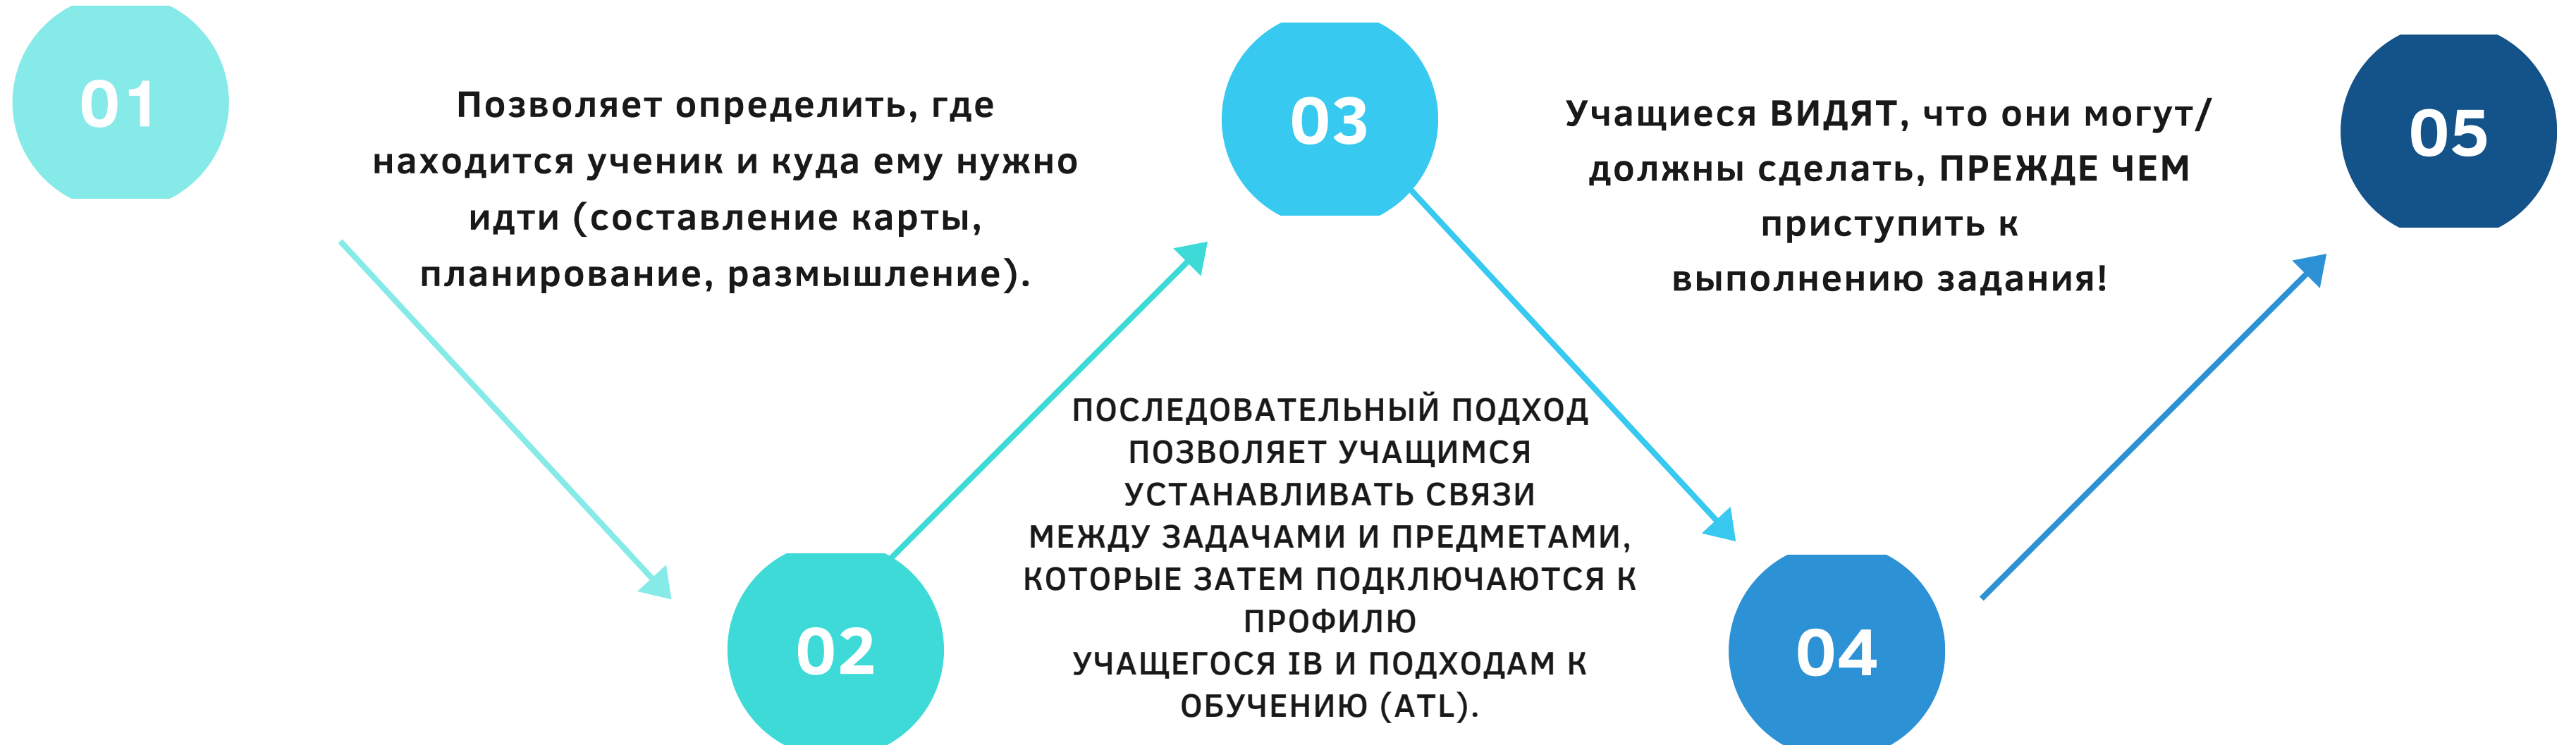 01
Позволяет определить, где
находится ученик и куда ему нужно
идти (составление карты,
планирование, размышление).
02
03
ПОСЛЕДОВАТЕЛЬНЫЙ ПОДХОД
ПОЗВОЛЯЕТ УЧАЩИМСЯ
УСТАНАВЛИВАТЬ СВЯЗИ
МЕЖДУ ЗАДАЧАМИ И ПРЕДМЕТАМИ,
КОТОРЫЕ ЗАТЕМ ПОДКЛЮЧАЮТСЯ К
ПРОФИЛЮ
УЧАЩЕГОСЯ IB И ПОДХОДАМ К
ОБУЧЕНИЮ (ATL).
Учащиеся ВИДЯТ, что они могут/
должны сделать, ПРЕЖДЕ ЧЕМ
приступить к
выполнению задания!
04
05